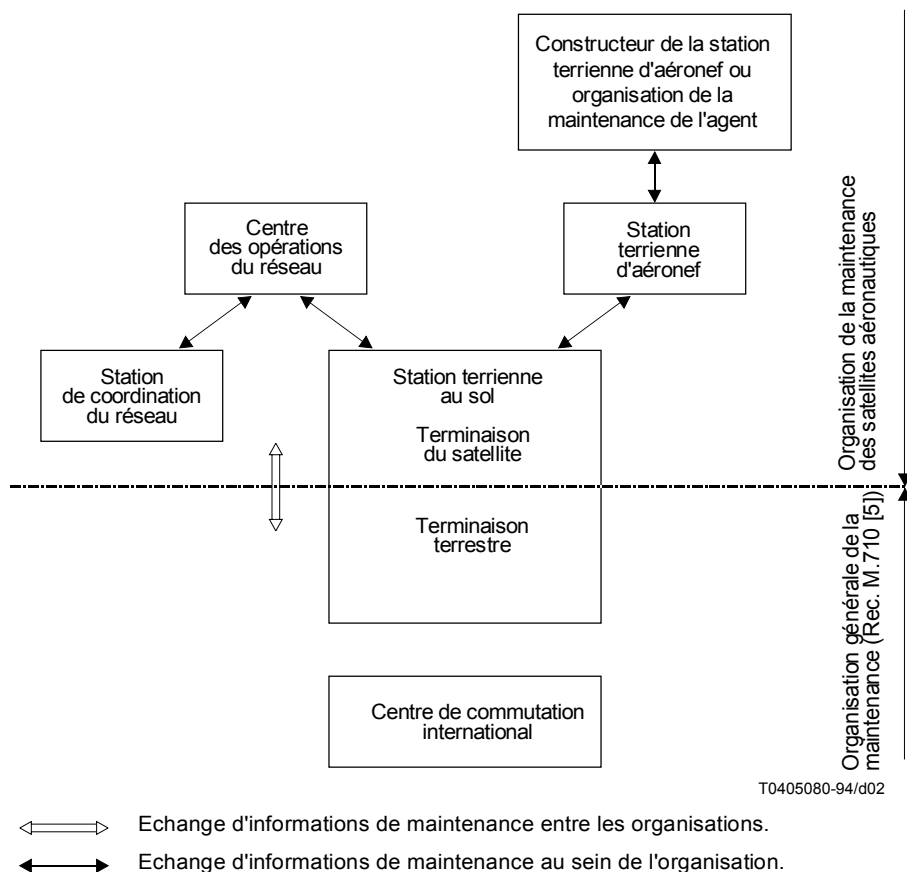 Constructeur de la station
terrienne d'aéronef ou
organisation de la
maintenance de l'agent
Centre
des opérations
du réseau
Station
terrienne
d'aéronef
Station
de coordination
du réseau
Station terrienne
au sol
Terminaison
du satellite
Terminaison
terrestre
Centre de commutation
international
Organisation de la maintenance
des satellites aéronautiques
Organisation générale de la
maintenance (Rec. M.710 [5])
T0405080-94/d02
Echange d'informations de maintenance entre les organisations.
Echange d'informations de maintenance au sein de l'organisation.